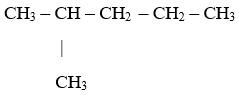 CH₃ – CH – CH₂ – CH₂ – CH₃
|
CH₃